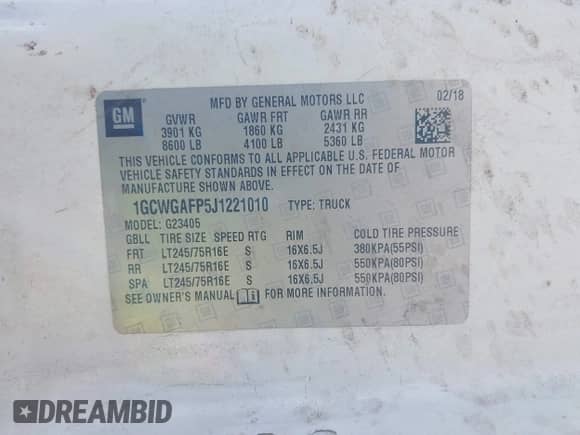 GM
MFD BY GENERAL MOTORS LLC 02/18
GVWR GAWR FRT GAWR RR
3901 KG 1860 KG 2431 KG
8600 LB 4100 LB 5360 LB
THIS VEHICLE CONFORMS TO ALL APPLICABLE U.S. FEDERAL MOTOR
VEHICLE SAFETY STANDARDS IN EFFECT ON THE DATE OF
MANUFACTURE SHOWN ABOVE.
1GCWGAFP5J1221010 TYPE: TRUCK
MODEL: G23405
GBLL TIRE SIZE SPEED RTG RIM COLD TIRE PRESSURE
FRT LT245/75R16E S 16X6.5J 380KPA(55PSI)
RR LT245/75R16E S 16X6.5J 550KPA(80PSI)
SPA LT245/75R16E S 16X6.5J 550KPA(80PSI)
SEE OWNER'S MANUAL FOR MORE INFORMATION.
DREAMBID